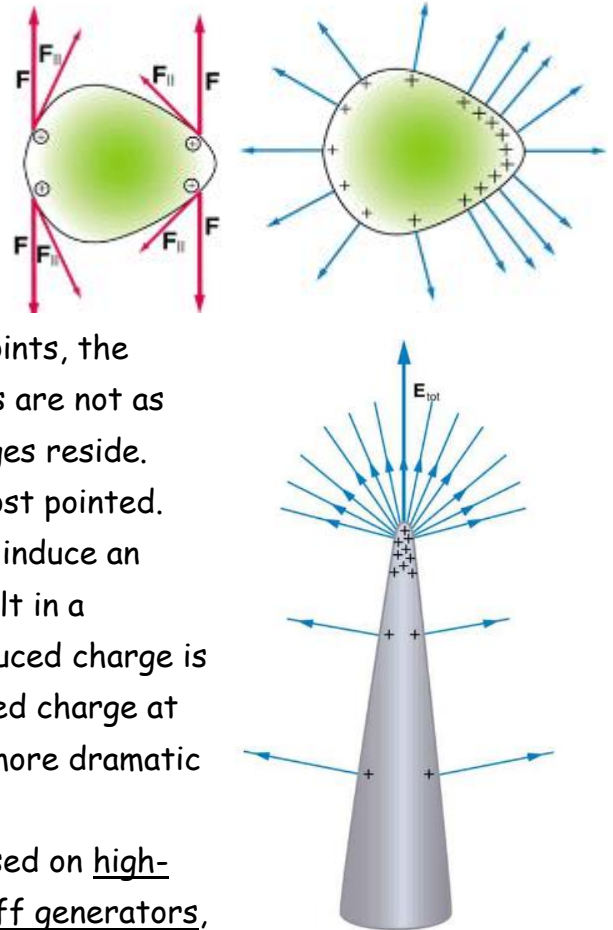 F F|| F|| F
F F|| F|| F
oints, the
s are not as
ges reside.
ost pointed.
induce an
lt in a
uced charge is
ed charge at
more dramatic
sed on high-
ff generators,
E tot